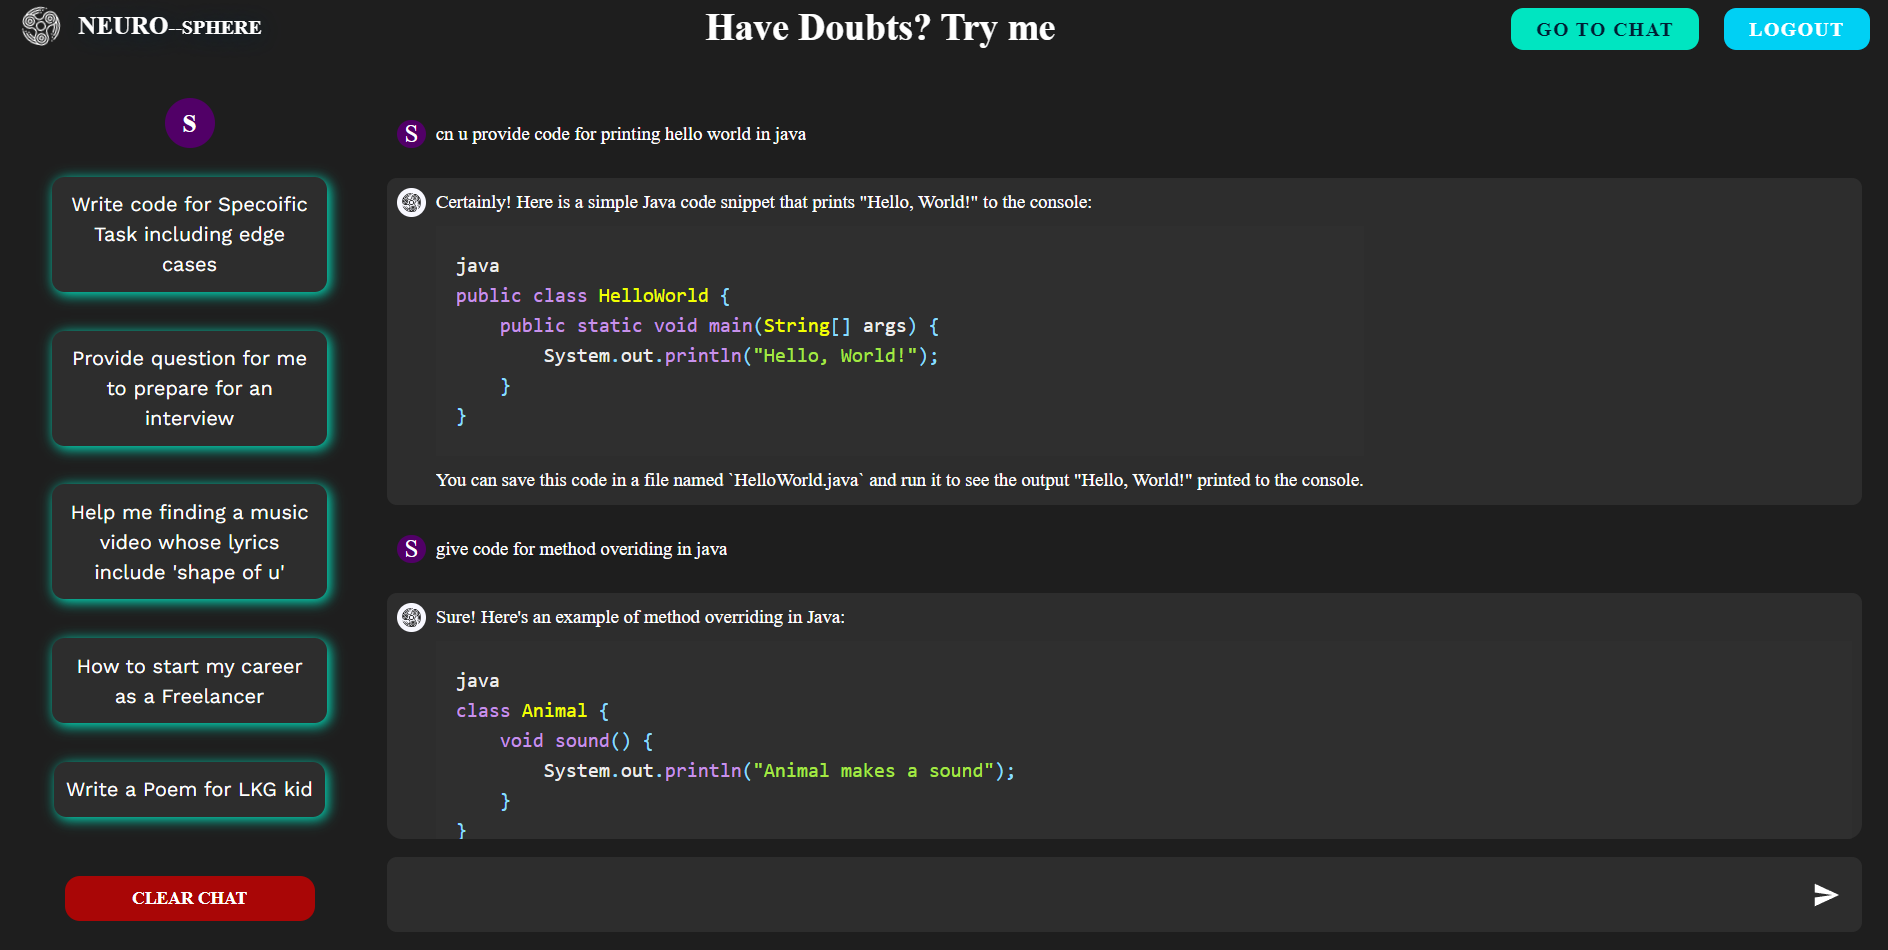 NEURO--SPHERE
Have Doubts? Try me
GO TO CHAT
LOGOUT
S
Write code for Specoific
Task including edge
cases
Provide question for me
to prepare for an
interview
Help me finding a music
video whose lyrics
include 'shape of u'
How to start my career
as a Freelancer
Write a Poem for LKG kid
CLEAR CHAT
S cn u provide code for printing hello world in java
Certainly! Here is a simple Java code snippet that prints "Hello, World!" to the console:
java
public class HelloWorld {
    public static void main(String[] args) {
        System.out.println("Hello, World!");
    }
}
You can save this code in a file named `HelloWorld.java` and run it to see the output "Hello, World!" printed to the console.
S give code for method overiding in java
Sure! Here's an example of method overriding in Java:
java
class Animal {
    void sound() {
        System.out.println("Animal makes a sound");
    }
}